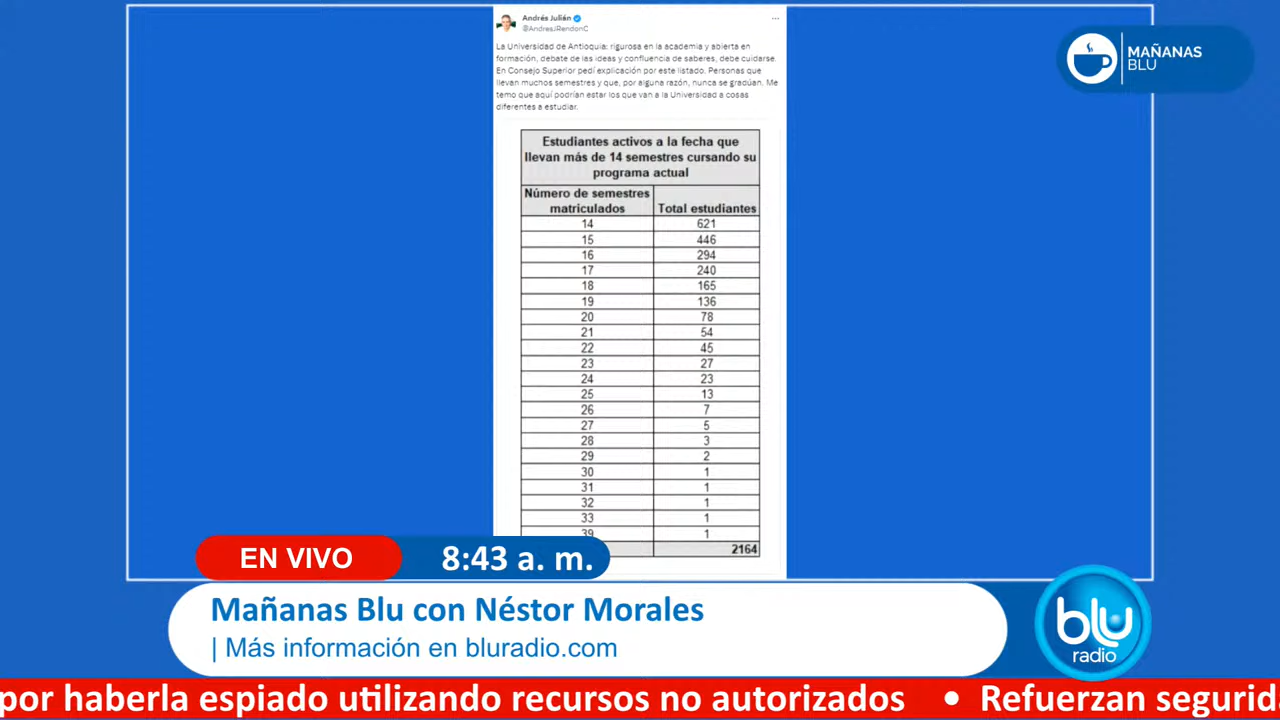 Andrés Julián
@AndresJRendonC
La Universidad de Antioquia: rigurosa en la academia y abierta en
formación, debate de las ideas y confluencia de saberes, debe cuidarse.
En Consejo Superior pedí explicación por este listado. Personas que
llevan muchos semestres y que, por alguna razón, nunca se gradúan. Me
temo que aquí podrían estar los que van a la Universidad a cosas
diferentes a estudiar.
MAÑANAS
BLU
Estudiantes activos a la fecha que
llevan más de 14 semestres cursando su
programa actual
Número de semestres
matriculados Total estudiantes
14 621
15 446
16 294
17 240
18 165
19 136
20 78
21 54
22 45
23 27
24 23
25 13
26 7
27 5
28 3
29 2
30 1
31 1
32 1
33 1
39 1
2164
EN VIVO 8:43 a. m.
Mañanas Blu con Néstor Morales
| Más información en bluradio.com
blu
radio
por haberla espiado utilizando recursos no autorizados • Refuerzan segurida